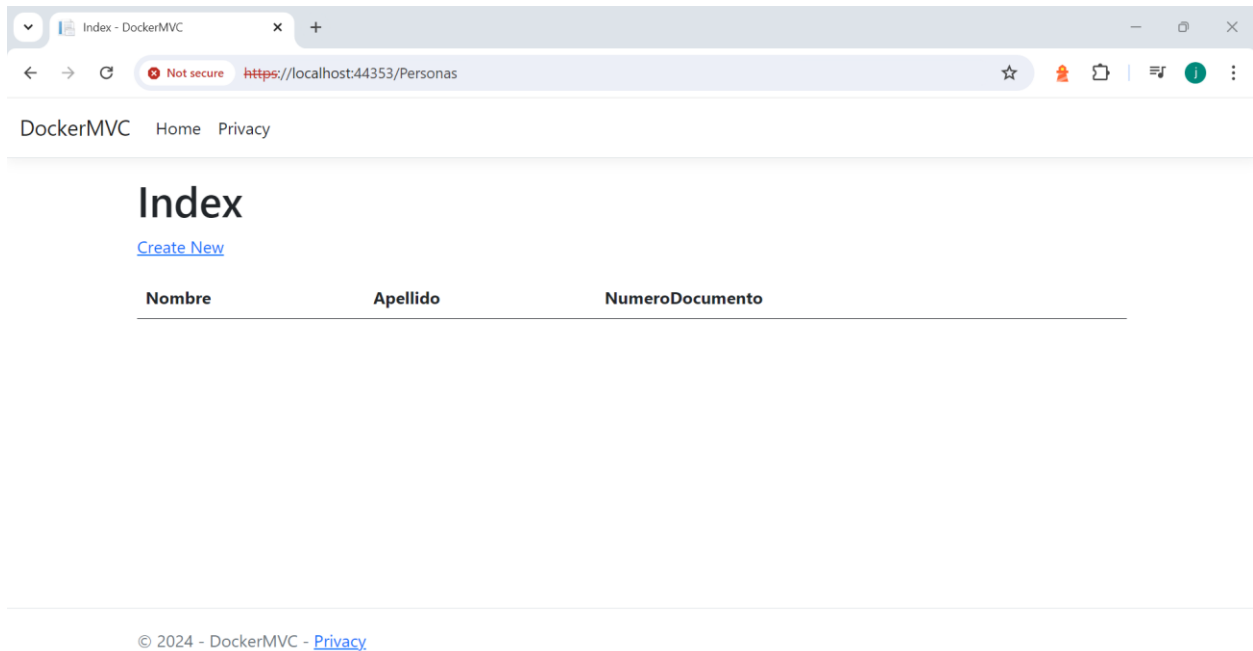 Index - DockerMVC
Not secure https://localhost:44353/Personas
j
DockerMVC Home Privacy
Index
Create New
Nombre Apellido NumeroDocumento
© 2024 - DockerMVC - Privacy